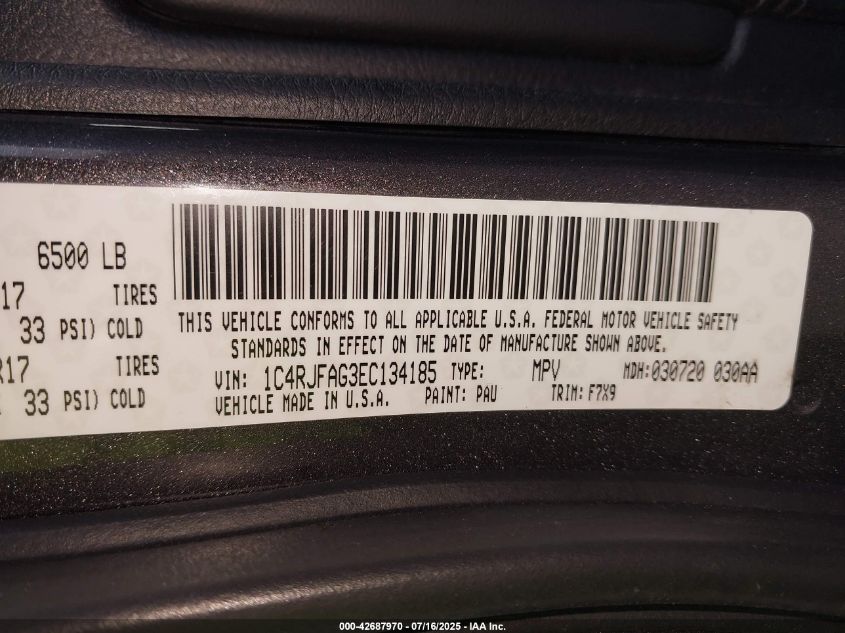 6500 LB
17 TIRES
33 PSI) COLD
R17 TIRES
33 PSI) COLD
THIS VEHICLE CONFORMS TO ALL APPLICABLE U.S.A. FEDERAL MOTOR VEHICLE SAFETY
STANDARDS IN EFFECT ON THE DATE OF MANUFACTURE SHOWN ABOVE.
VIN: 1C4RJFAG3EC134185 TYPE: MPV MDH:030720 030AA
VEHICLE MADE IN U.S.A. PAINT: PAU TRIM: F7X9
000-42687970 - 07/16/2025 - IAA Inc.